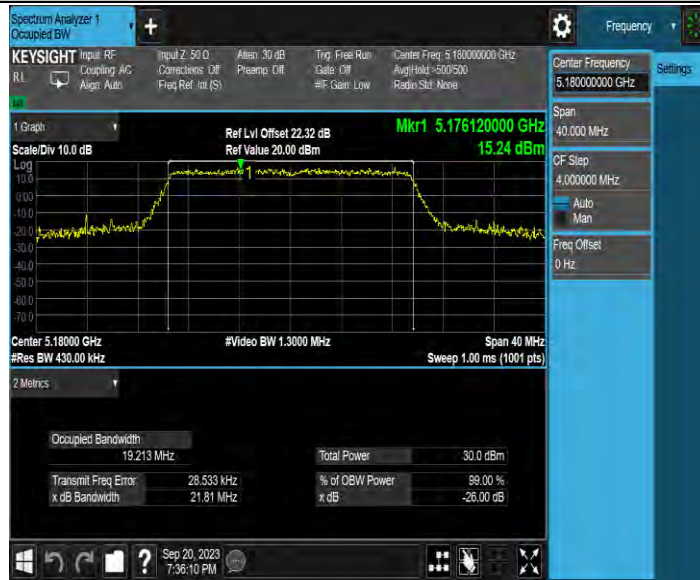 Spectrum Analyzer 1
Occupied BW
+
Frequency
KEYSIGHT Input: RF
Coupling: AC
Align: Auto
RL
Input Z: 50 Ω
Corrections: Off
Freq Ref: Int (S)
Atten: 30 dB
Preamp: Off
Trig: Free Run
Gate: Off
#IF Gain: Low
Center Freq: 5.180000000 GHz
Avg|Hold:>500/500
Radio Std: None
Center Frequency
5.180000000 GHz
Settings
Span
40.000 MHz
CF Step
4.000000 MHz
Auto
Man
Freq Offset
0 Hz
1 Graph
Scale/Div 10.0 dB
Ref Lvl Offset 22.32 dB
Ref Value 20.00 dBm
Mkr1 5.176120000 GHz
15.24 dBm
Log
10.0
0.00
-10.0
-20.0
-30.0
-40.0
-50.0
-60.0
-70.0
1
Center 5.18000 GHz
#Res BW 430.00 kHz
#Video BW 1.3000 MHz
Span 40 MHz
Sweep 1.00 ms (1001 pts)
2 Metrics
Occupied Bandwidth
19.213 MHz
Total Power 30.0 dBm
Transmit Freq Error 28.533 kHz
% of OBW Power 99.00 %
x dB Bandwidth 21.81 MHz
x dB -26.00 dB
?
Sep 20, 2023
7:36:10 PM